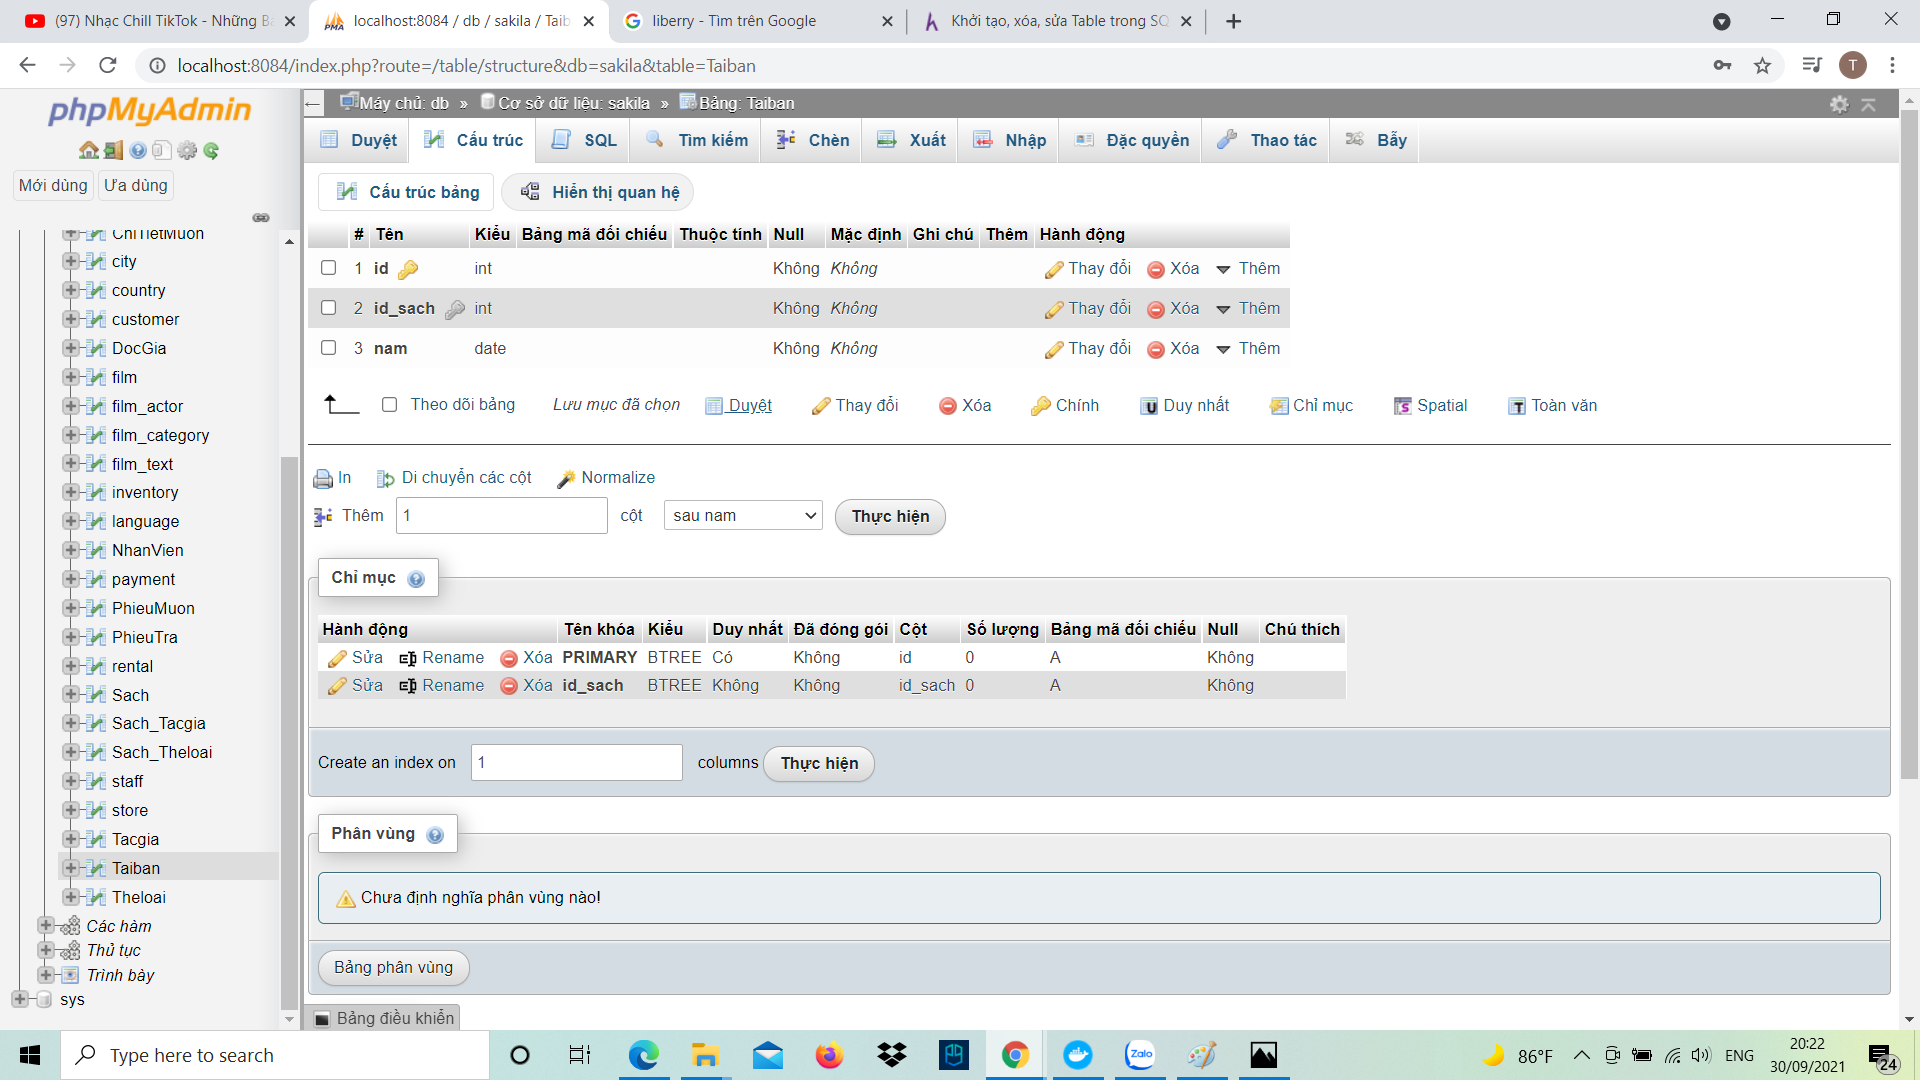 (97) Nhạc Chill TikTok - Những B
localhost:8084 / db / sakila / Taib
liberry - Tìm trên Google
Khởi tạo, xóa, sửa Table trong SQ
localhost:8084/index.php?route=/table/structure&db=sakila&table=Taiban
T
phpMyAdmin
Mới dùng
Ưa dùng
ChiTietMuon
city
country
customer
DocGia
film
film_actor
film_category
film_text
inventory
language
NhanVien
payment
PhieuMuon
PhieuTra
rental
Sach
Sach_Tacgia
Sach_Theloai
staff
store
Tacgia
Taiban
Theloai
Các hàm
Thủ tục
Trình bày
sys
Máy chủ: db » Cơ sở dữ liệu: sakila » Bảng: Taiban
Duyệt Cấu trúc SQL Tìm kiếm Chèn Xuất Nhập Đặc quyền Thao tác Bẫy
Cấu trúc bảng Hiển thị quan hệ
# Tên Kiểu Bảng mã đối chiếu Thuộc tính Null Mặc định Ghi chú Thêm Hành động
1 id int Không Không Thay đổi Xóa Thêm
2 id_sach int Không Không Thay đổi Xóa Thêm
3 nam date Không Không Thay đổi Xóa Thêm
Theo dõi bảng Lưu mục đã chọn Duyệt Thay đổi Xóa Chính Duy nhất Chỉ mục Spatial Toàn văn
In Di chuyển các cột Normalize
Thêm 1 cột sau nam Thực hiện
Chỉ mục
Hành động Tên khóa Kiểu Duy nhất Đã đóng gói Cột Số lượng Bảng mã đối chiếu Null Chú thích
Sửa Rename Xóa PRIMARY BTREE Có Không id 0 A Không
Sửa Rename Xóa id_sach BTREE Không Không id_sach 0 A Không
Create an index on 1 columns Thực hiện
Phân vùng
Chưa định nghĩa phân vùng nào!
Bảng phân vùng
Bảng điều khiển
Type here to search
Zalo
86°F
ENG
20:22
30/09/2021
24